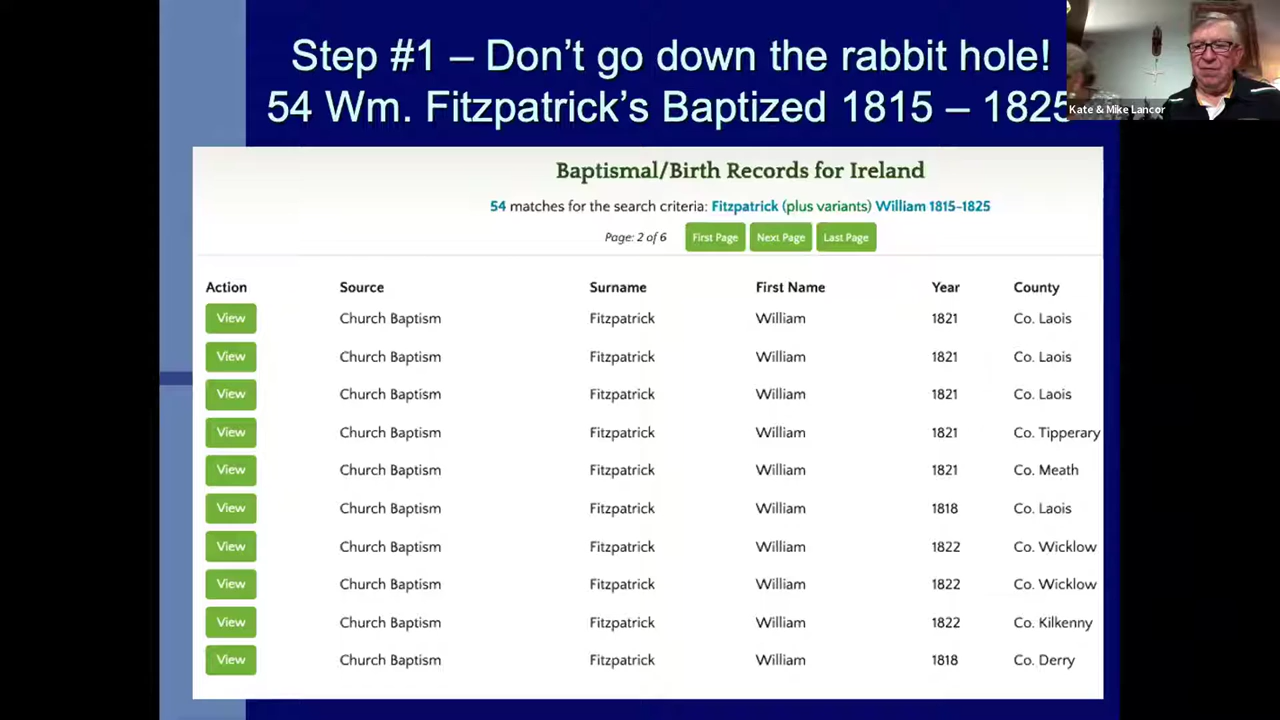 Step #1 – Don't go down the rabbit hole!
54 Wm. Fitzpatrick's Baptized 1815 – 1825
Kate & Mike Lancor
Baptismal/Birth Records for Ireland
54 matches for the search criteria: Fitzpatrick (plus variants) William 1815-1825
Page: 2 of 6 First Page Next Page Last Page
Action Source Surname First Name Year County
View Church Baptism Fitzpatrick William 1821 Co. Laois
View Church Baptism Fitzpatrick William 1821 Co. Laois
View Church Baptism Fitzpatrick William 1821 Co. Laois
View Church Baptism Fitzpatrick William 1821 Co. Tipperary
View Church Baptism Fitzpatrick William 1821 Co. Meath
View Church Baptism Fitzpatrick William 1818 Co. Laois
View Church Baptism Fitzpatrick William 1822 Co. Wicklow
View Church Baptism Fitzpatrick William 1822 Co. Wicklow
View Church Baptism Fitzpatrick William 1822 Co. Kilkenny
View Church Baptism Fitzpatrick William 1818 Co. Derry